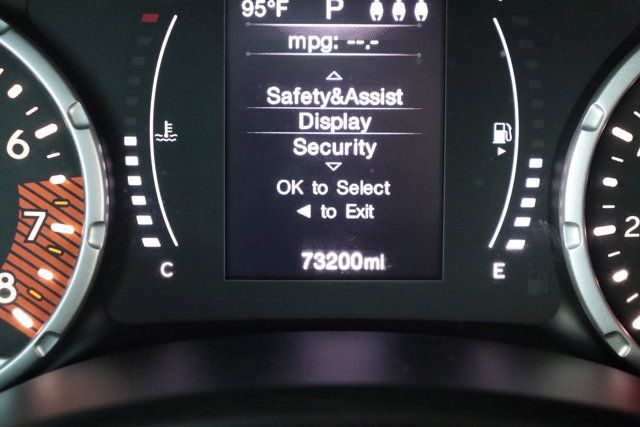 95°F P
mpg: --.-
Safety&Assist
Display
Security
OK to Select
◄ to Exit
73200mi
C
E
6
7
8
2